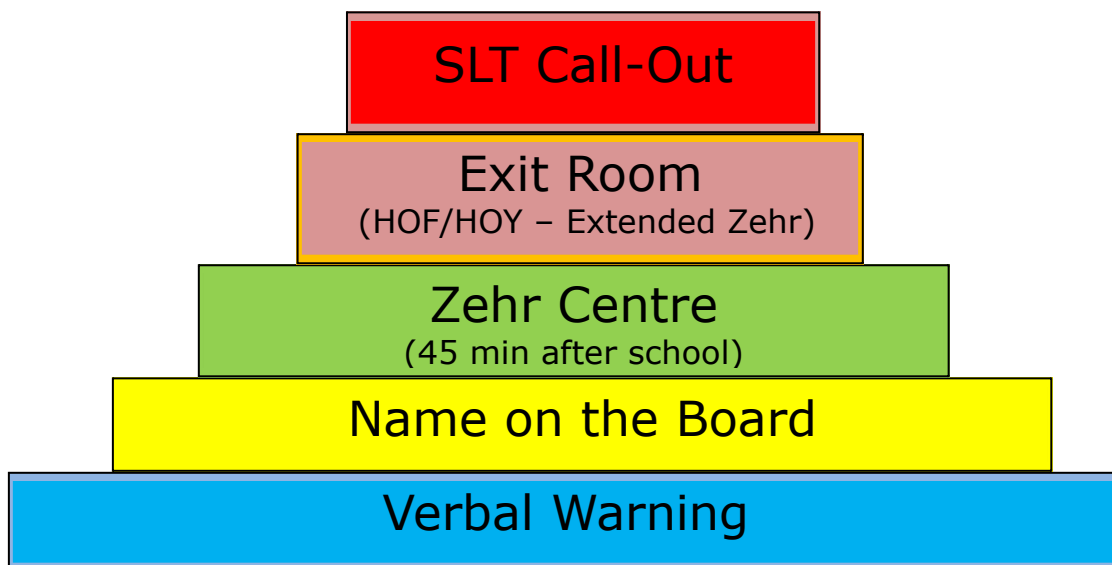 SLT Call-Out
Exit Room
(HOF/HOY – Extended Zehr)
Zehr Centre
(45 min after school)
Name on the Board
Verbal Warning